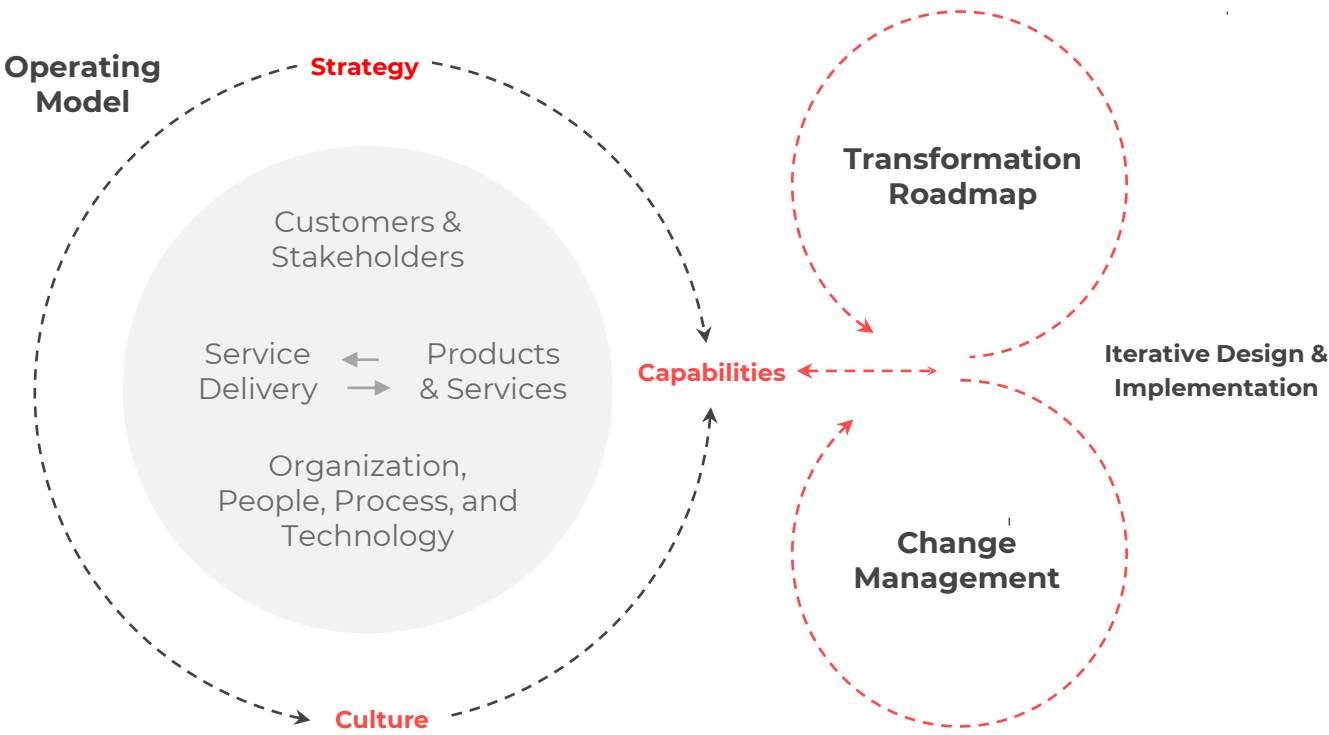 Operating
Model
Strategy
Customers &
Stakeholders
Service
Delivery
Products
& Services
Organization,
People, Process, and
Technology
Culture
Capabilities
Transformation
Roadmap
Iterative Design &
Implementation
Change
Management